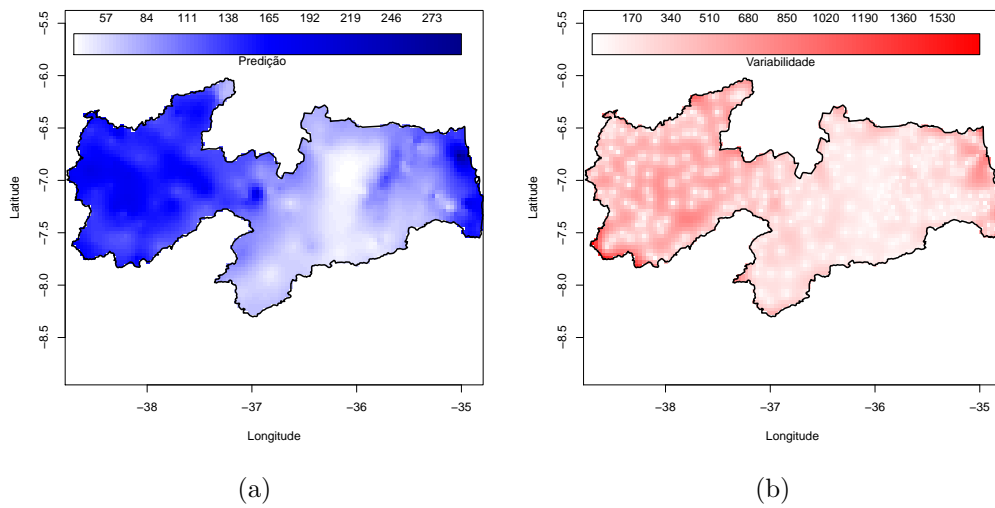 57 84 111 138 165 192 219 246 273
Predição
−5.5
−6.0
−6.5
−7.0
−7.5
−8.0
−8.5
Latitude
−38 −37 −36 −35
Longitude
(a)
170 340 510 680 850 1020 1190 1360 1530
Variabilidade
−5.5
−6.0
−6.5
−7.0
−7.5
−8.0
−8.5
Latitude
−38 −37 −36 −35
Longitude
(b)